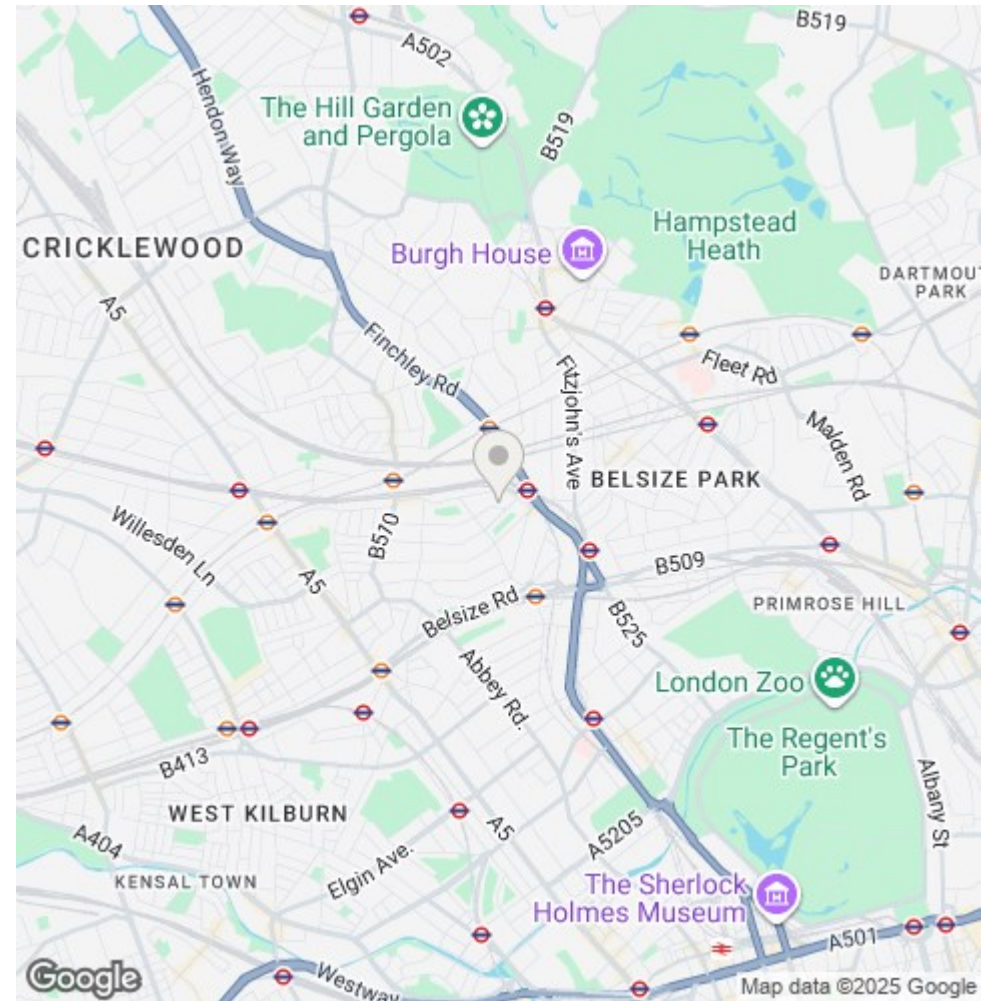 B519
A502
Hendon Way
The Hill Garden
and Pergola
B519
CRICKLEWOOD
Burgh House
Hampstead
Heath
DARTMOU
PARK
A5
Finchley Rd
Fitzjohn's Ave
Fleet Rd
Malden Rd
BELSIZE PARK
Willesden Ln
B510
A5
B509
Belsize Rd
B525
PRIMROSE HILL
Abbey Rd.
London Zoo
The Regent's
Park
B413
Albany St
WEST KILBURN
A5
A5205
A404
Elgin Ave.
KENSAL TOWN
The Sherlock
Holmes Museum
A501
Westway
Google
Map data ©2025 Google